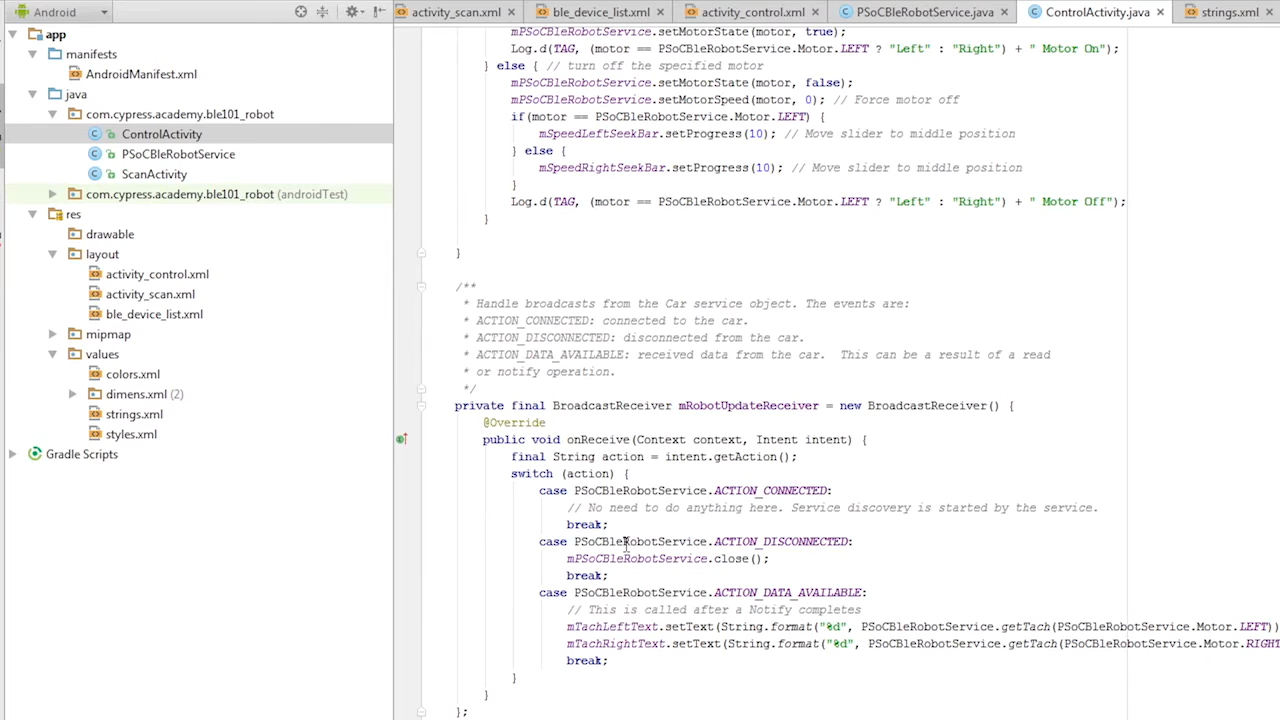 Android
activity_scan.xml
ble_device_list.xml
activity_control.xml
PSoCBleRobotService.java
ControlActivity.java
strings.xml
app
manifests
AndroidManifest.xml
java
com.cypress.academy.ble101_robot
ControlActivity
PSoCBleRobotService
ScanActivity
com.cypress.academy.ble101_robot (androidTest)
res
drawable
layout
activity_control.xml
activity_scan.xml
ble_device_list.xml
mipmap
values
colors.xml
dimens.xml (2)
strings.xml
styles.xml
Gradle Scripts
mPSoCBleRobotService.setMotorState(motor, true);
Log.d(TAG, (motor == PSoCBleRobotService.Motor.LEFT ? "Left" : "Right") + " Motor On");
} else { // turn off the specified motor
mPSoCBleRobotService.setMotorState(motor, false);
mPSoCBleRobotService.setMotorSpeed(motor, 0); // Force motor off
if(motor == PSoCBleRobotService.Motor.LEFT) {
mSpeedLeftSeekBar.setProgress(10); // Move slider to middle position
} else {
mSpeedRightSeekBar.setProgress(10); // Move slider to middle position
}
Log.d(TAG, (motor == PSoCBleRobotService.Motor.LEFT ? "Left" : "Right") + " Motor Off");
}
}
/**
* Handle broadcasts from the Car service object. The events are:
* ACTION_CONNECTED: connected to the car.
* ACTION_DISCONNECTED: disconnected from the car.
* ACTION_DATA_AVAILABLE: received data from the car.  This can be a result of a read
* or notify operation.
*/
private final BroadcastReceiver mRobotUpdateReceiver = new BroadcastReceiver() {
@Override
public void onReceive(Context context, Intent intent) {
final String action = intent.getAction();
switch (action) {
case PSoCBleRobotService.ACTION_CONNECTED:
// No need to do anything here. Service discovery is started by the service.
break;
case PSoCBleRobotService.ACTION_DISCONNECTED:
mPSoCBleRobotService.close();
break;
case PSoCBleRobotService.ACTION_DATA_AVAILABLE:
// This is called after a Notify completes
mTachLeftText.setText(String.format("%d", PSoCBleRobotService.getTach(PSoCBleRobotService.Motor.LEFT))
mTachRightText.setText(String.format("%d", PSoCBleRobotService.getTach(PSoCBleRobotService.Motor.RIGHT
break;
}
}
};